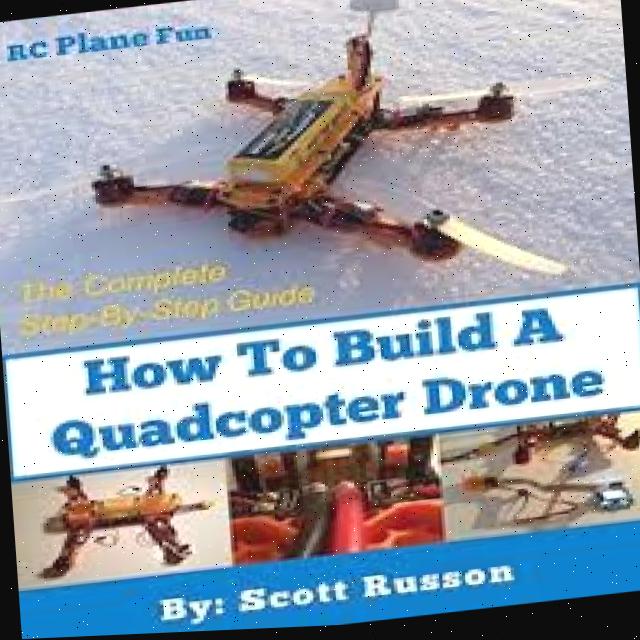 RC Plane Fun
The Complete
Step-By-Step Guide
How To Build A
Quadcopter Drone
By: Scott Russon